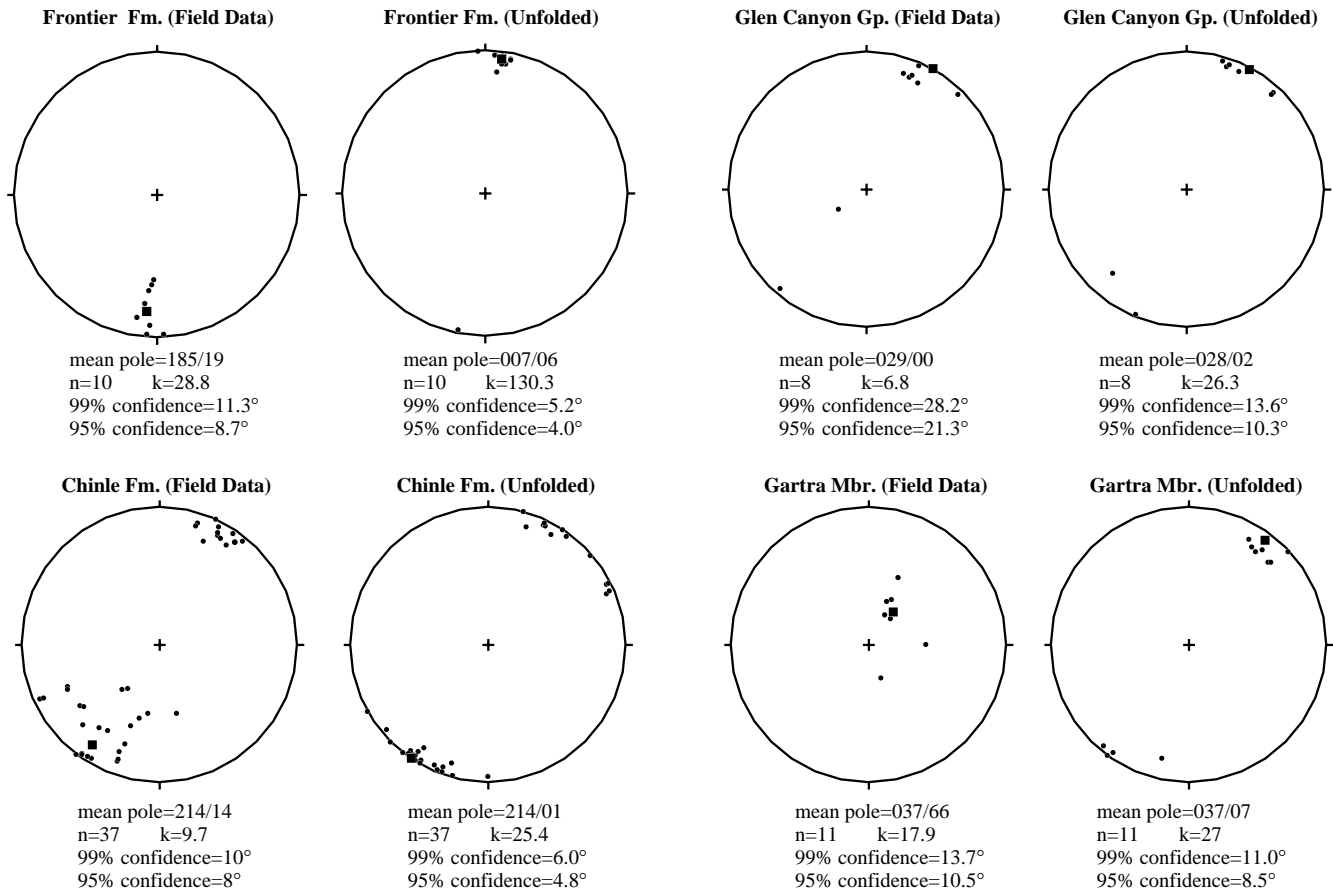 Frontier Fm. (Field Data)
mean pole=185/19
n=10 k=28.8
99% confidence=11.3°
95% confidence=8.7°
Frontier Fm. (Unfolded)
mean pole=007/06
n=10 k=130.3
99% confidence=5.2°
95% confidence=4.0°
Glen Canyon Gp. (Field Data)
mean pole=029/00
n=8 k=6.8
99% confidence=28.2°
95% confidence=21.3°
Glen Canyon Gp. (Unfolded)
mean pole=028/02
n=8 k=26.3
99% confidence=13.6°
95% confidence=10.3°
Chinle Fm. (Field Data)
mean pole=214/14
n=37 k=9.7
99% confidence=10°
95% confidence=8°
Chinle Fm. (Unfolded)
mean pole=214/01
n=37 k=25.4
99% confidence=6.0°
95% confidence=4.8°
Gartra Mbr. (Field Data)
mean pole=037/66
n=11 k=17.9
99% confidence=13.7°
95% confidence=10.5°
Gartra Mbr. (Unfolded)
mean pole=037/07
n=11 k=27
99% confidence=11.0°
95% confidence=8.5°